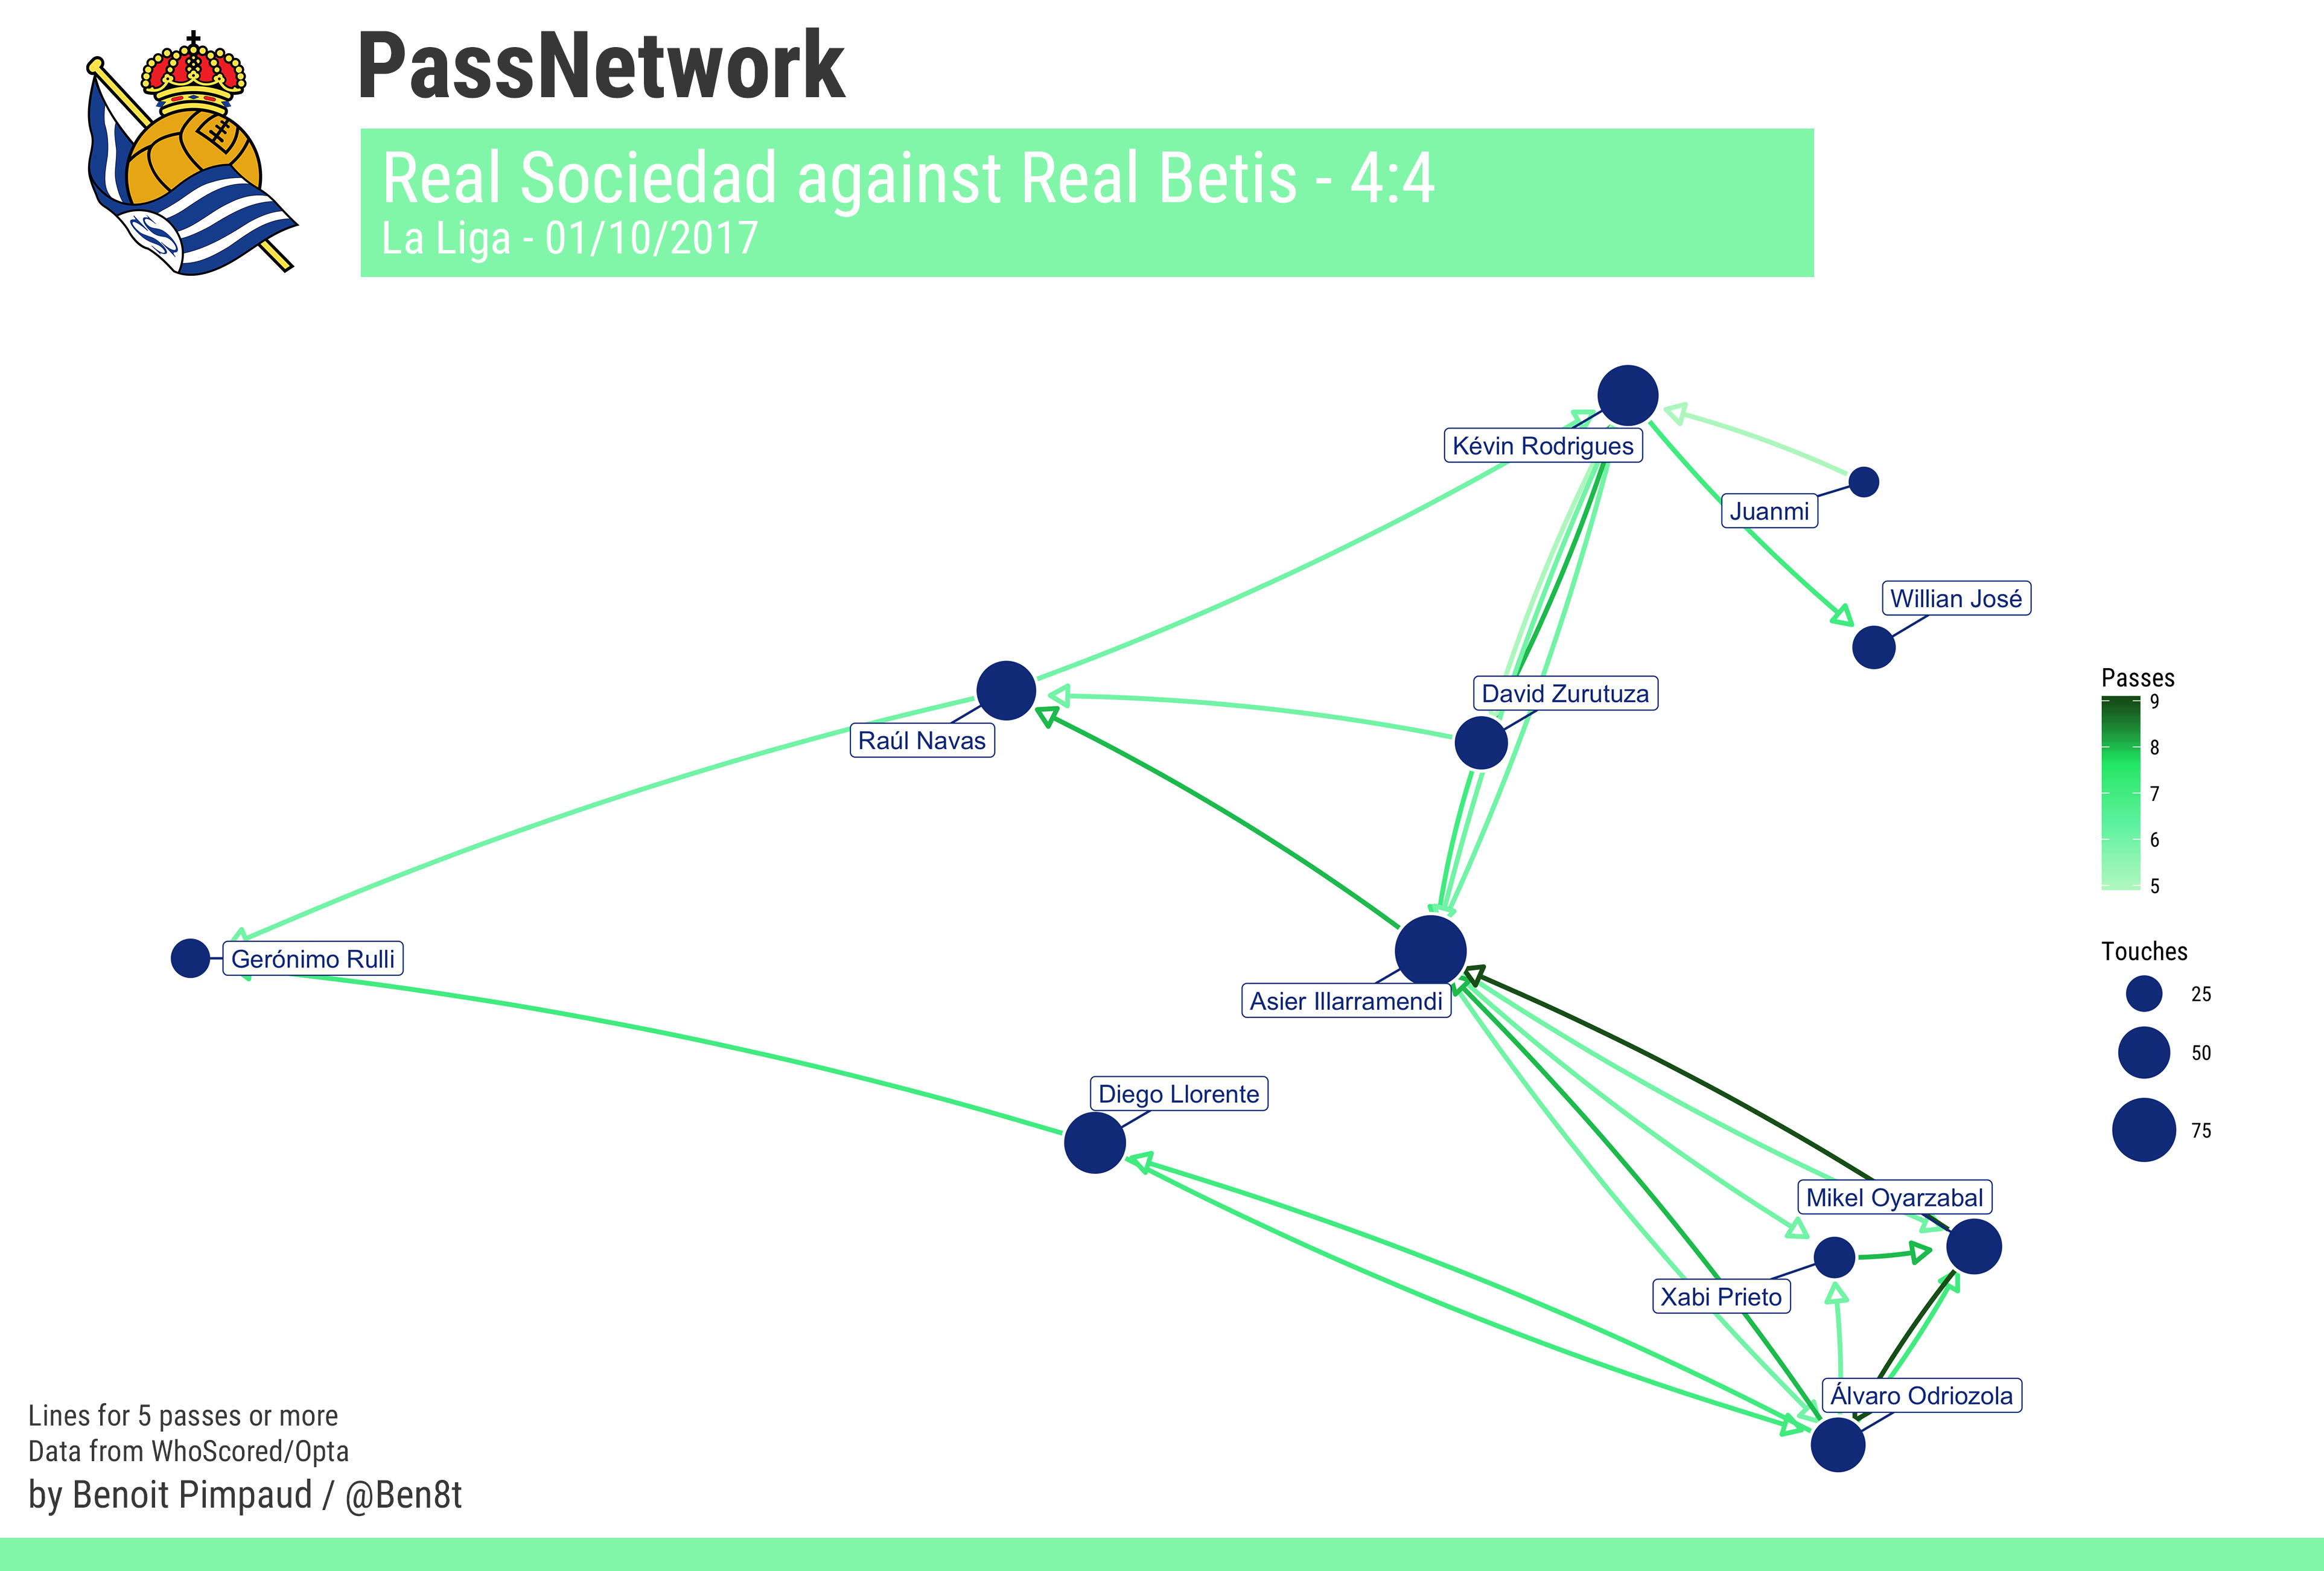 PassNetwork
Real Sociedad against Real Betis - 4:4
La Liga - 01/10/2017
Kévin Rodrigues
Juanmi
Willian José
David Zurutuza
Raúl Navas
Gerónimo Rulli
Asier Illarramendi
Diego Llorente
Mikel Oyarzabal
Xabi Prieto
Álvaro Odriozola
Passes
9
8
7
6
5
Touches
25
50
75
Lines for 5 passes or more
Data from WhoScored/Opta
by Benoit Pimpaud / @Ben8t